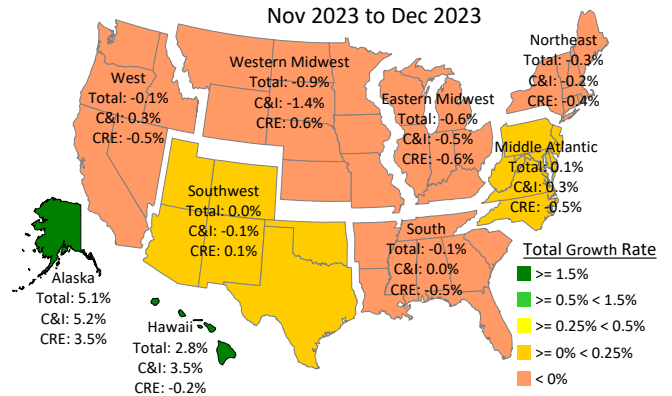 Nov 2023 to Dec 2023
Northeast
Total: -0.3%
C&I: -0.2%
CRE: -0.4%
Western Midwest
Total: -0.9%
C&I: -1.4%
CRE: 0.6%
West
Total: -0.1%
C&I: 0.3%
CRE: -0.5%
Eastern Midwest
Total: -0.6%
C&I: -0.5%
CRE: -0.6%
Middle Atlantic
Total: 0.1%
C&I: 0.3%
CRE: -0.5%
Southwest
Total: 0.0%
C&I: -0.1%
CRE: 0.1%
South
Total: -0.1%
C&I: 0.0%
CRE: -0.5%
Alaska
Total: 5.1%
C&I: 5.2%
CRE: 3.5%
Hawaii
Total: 2.8%
C&I: 3.5%
CRE: -0.2%
Total Growth Rate
>= 1.5%
>= 0.5% < 1.5%
>= 0.25% < 0.5%
>= 0% < 0.25%
< 0%